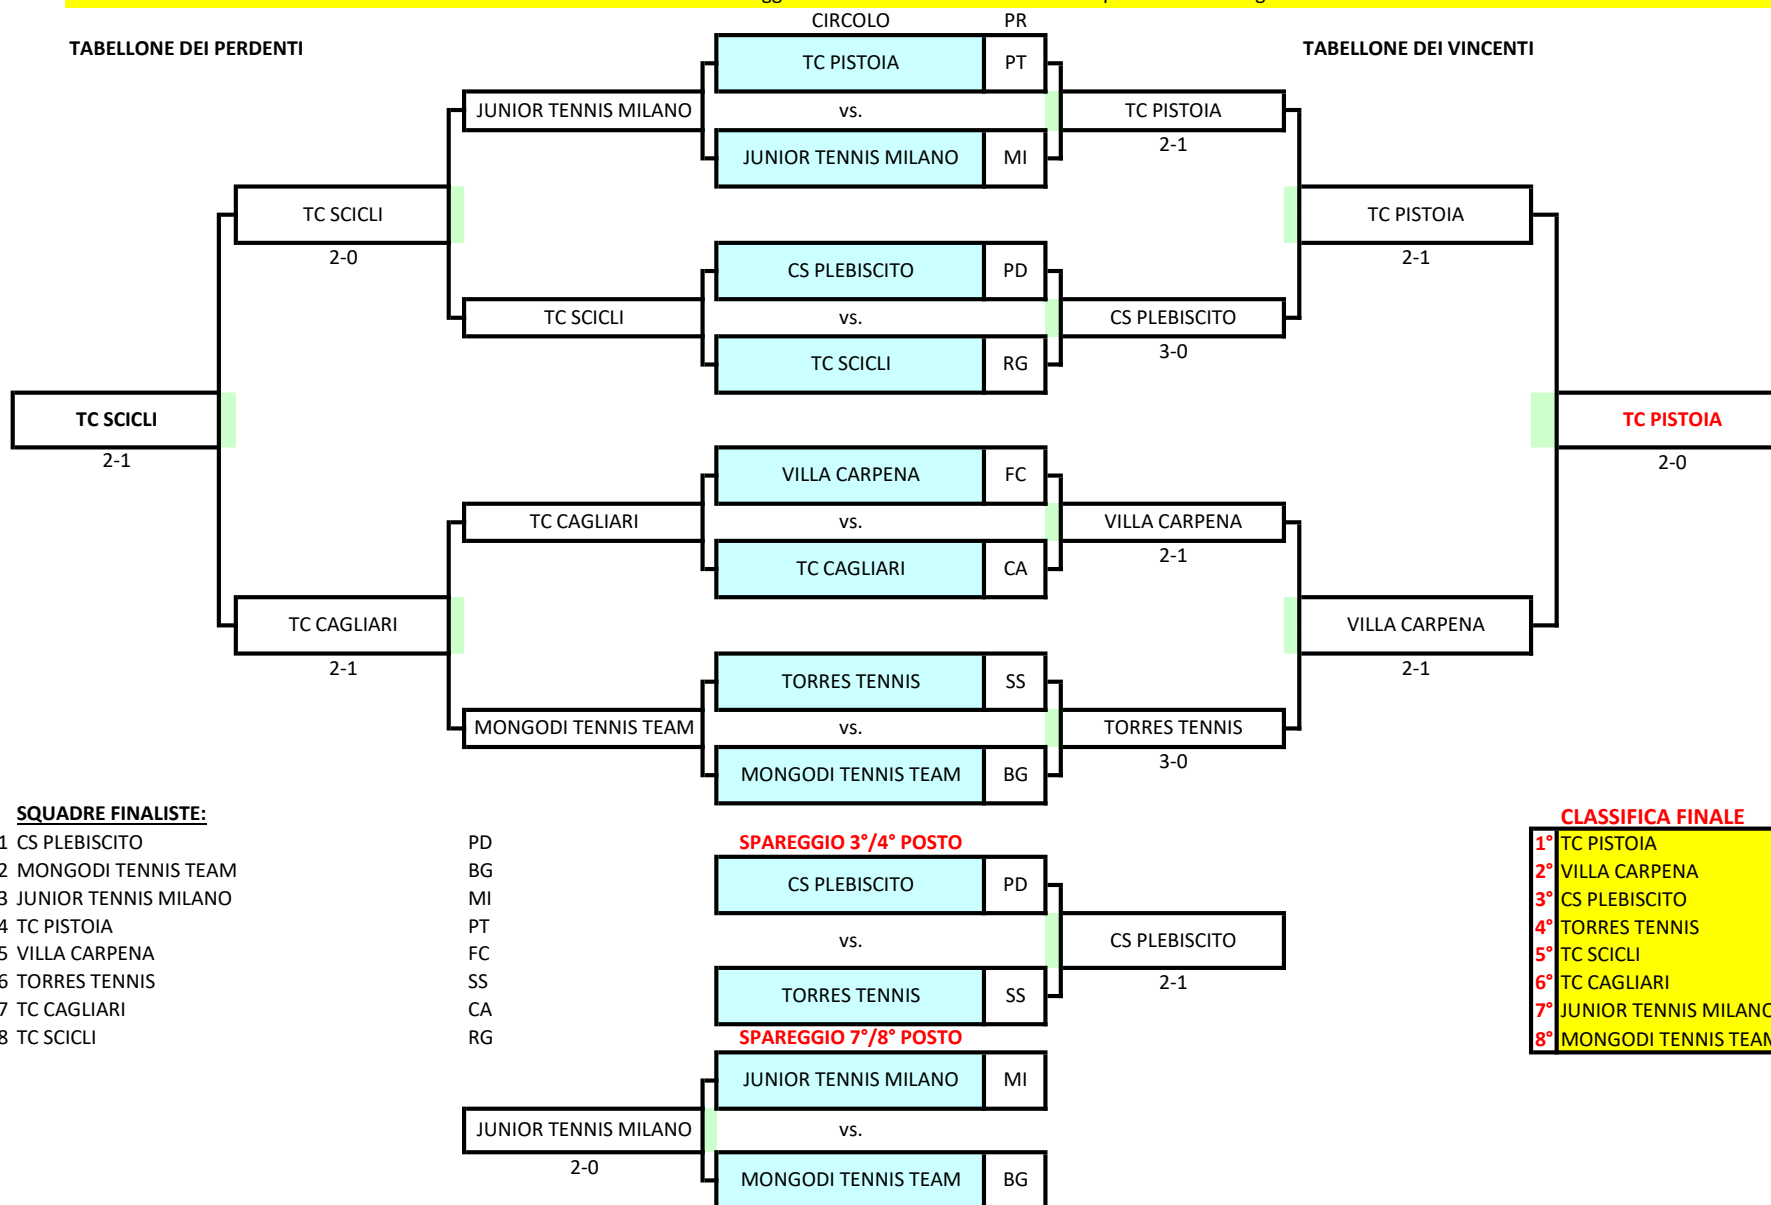 CIRCOLO PR
TABELLONE DEI PERDENTI TABELLONE DEI VINCENTI
TC PISTOIA PT
JUNIOR TENNIS MILANO vs. TC PISTOIA
2-1
JUNIOR TENNIS MILANO MI
TC SCICLI TC PISTOIA
2-0 2-1
CS PLEBISCITO PD
TC SCICLI vs. CS PLEBISCITO
3-0
TC SCICLI RG
TC SCICLI TC PISTOIA
2-1 2-0
VILLA CARPENA FC
TC CAGLIARI vs. VILLA CARPENA
2-1
TC CAGLIARI CA
TC CAGLIARI VILLA CARPENA
2-1 2-1
TORRES TENNIS SS
MONGODI TENNIS TEAM vs. TORRES TENNIS
3-0
MONGODI TENNIS TEAM BG
SQUADRE FINALISTE:
1 CS PLEBISCITO PD
2 MONGODI TENNIS TEAM BG
3 JUNIOR TENNIS MILANO MI
4 TC PISTOIA PT
5 VILLA CARPENA FC
6 TORRES TENNIS SS
7 TC CAGLIARI CA
8 TC SCICLI RG
SPAREGGIO 3°/4° POSTO
CS PLEBISCITO PD
vs. CS PLEBISCITO
2-1
TORRES TENNIS SS
SPAREGGIO 7°/8° POSTO
JUNIOR TENNIS MILANO MI
JUNIOR TENNIS MILANO vs.
2-0
MONGODI TENNIS TEAM BG
CLASSIFICA FINALE
1° TC PISTOIA
2° VILLA CARPENA
3° CS PLEBISCITO
4° TORRES TENNIS
5° TC SCICLI
6° TC CAGLIARI
7° JUNIOR TENNIS MILANO
8° MONGODI TENNIS TEAM